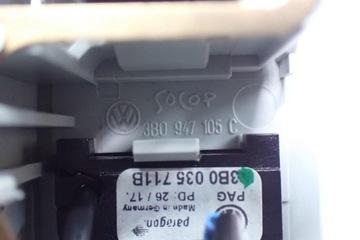 SOCOP
3B0 947 105 C
3B0 035 711B
PAG
PD: 26 / 17.
Made in Germany
paragon